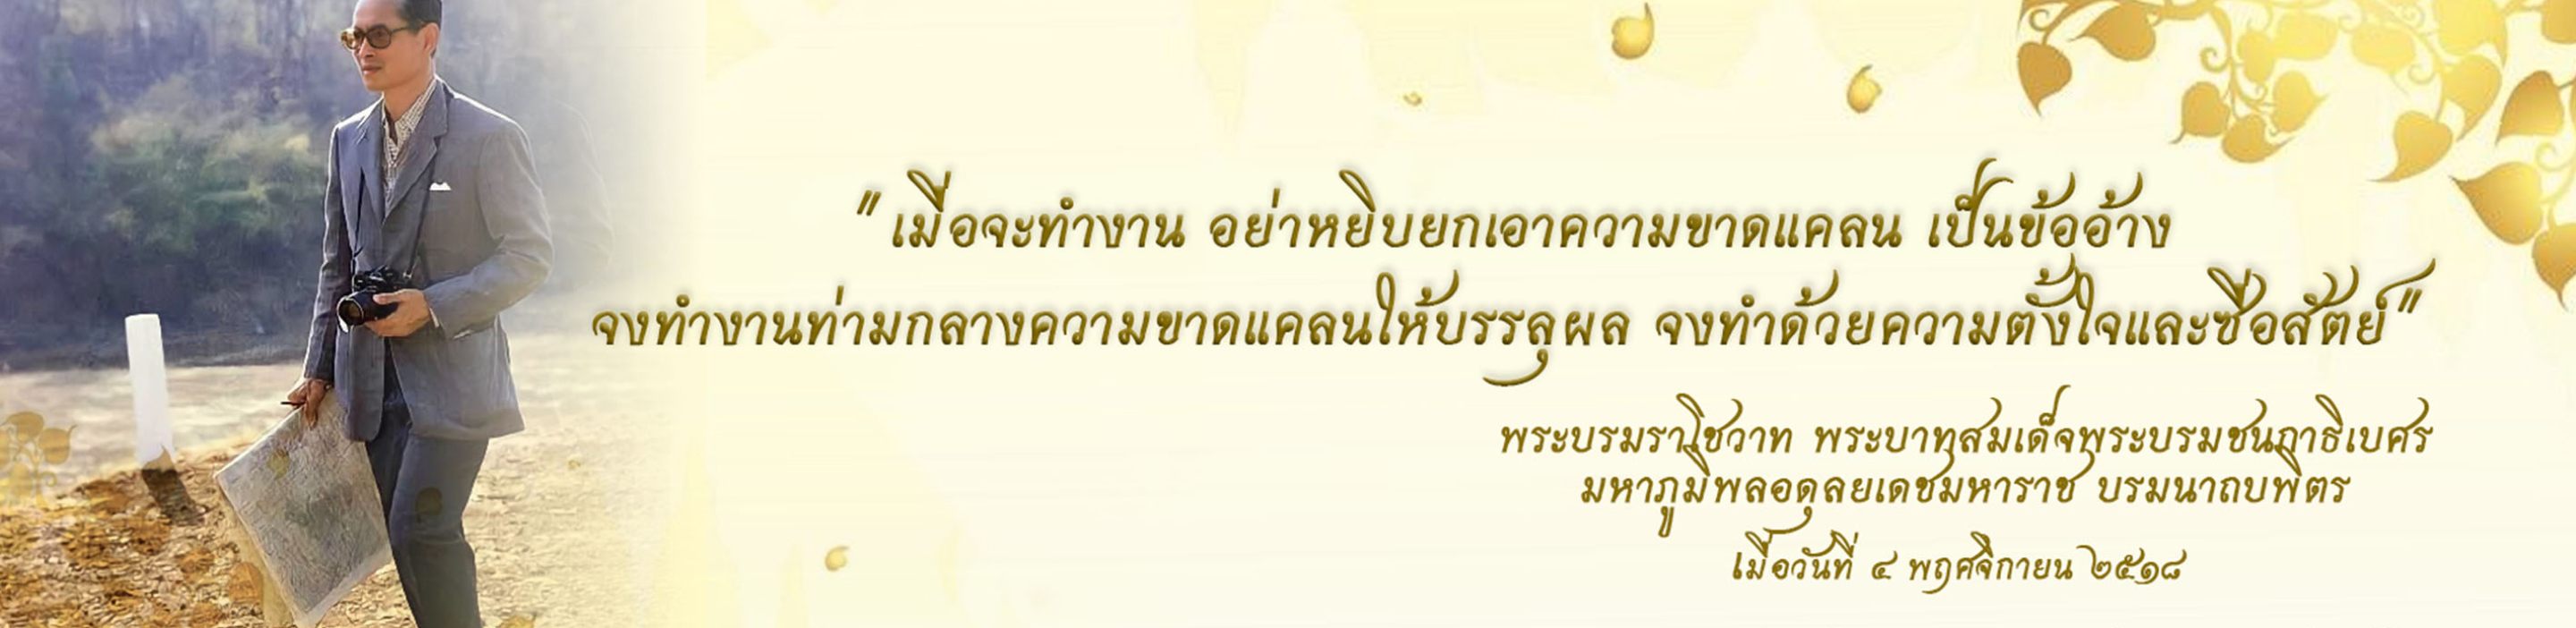 "เมื่อจะทำงาน อย่าหยิบยกเอาความขาดแคลน เป็นข้ออ้าง
จงทำงานท่ามกลางความขาดแคลนให้บรรลุผล จงทำด้วยความตั้งใจและซื่อสัตย์"
พระบรมราโชวาท พระบาทสมเด็จพระบรมชนกาธิเบศร
มหาภูมิพลอดุลยเดชมหาราช บรมนาถบพิตร
เมื่อวันที่ ๔ พฤศจิกายน ๒๕๑๘